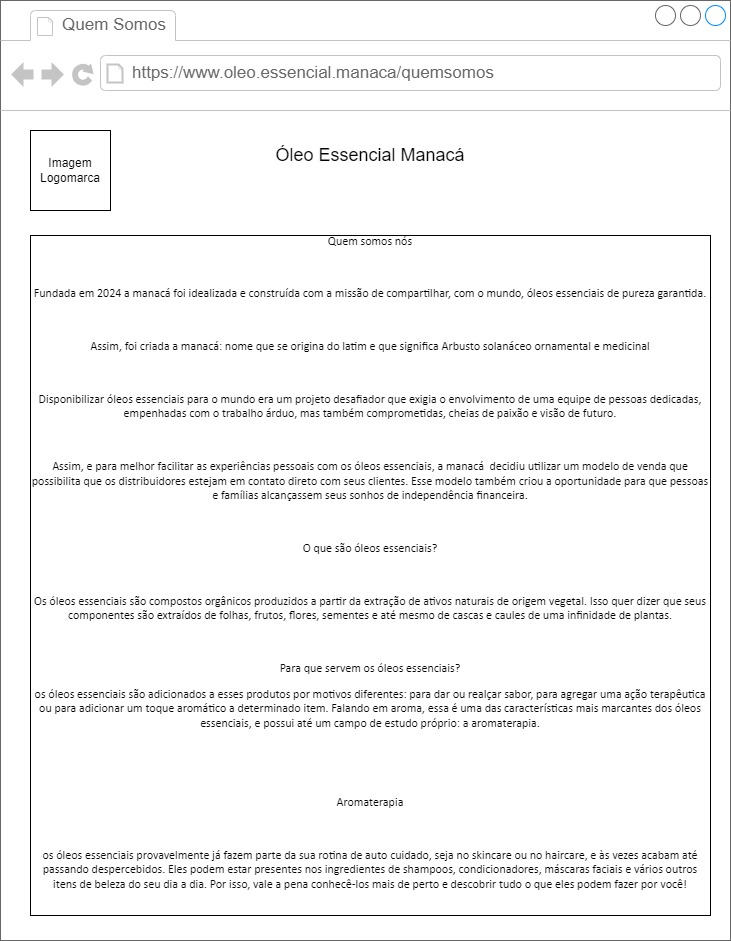 Quem Somos
https://www.oleo.essencial.manaca/quemsomos
Imagem
Logomarca
Óleo Essencial Manacá
Quem somos nós
Fundada em 2024 a manacá foi idealizada e construída com a missão de compartilhar, com o mundo, óleos essenciais de pureza garantida.
Assim, foi criada a manacá: nome que se origina do latim e que significa Arbusto solanáceo ornamental e medicinal
Disponibilizar óleos essenciais para o mundo era um projeto desafiador que exigia o envolvimento de uma equipe de pessoas dedicadas,
empenhadas com o trabalho árduo, mas também comprometidas, cheias de paixão e visão de futuro.
Assim, e para melhor facilitar as experiências pessoais com os óleos essenciais, a manacá  decidiu utilizar um modelo de venda que
possibilita que os distribuidores estejam em contato direto com seus clientes. Esse modelo também criou a oportunidade para que pessoas
e famílias alcançassem seus sonhos de independência financeira.
O que são óleos essenciais?
Os óleos essenciais são compostos orgânicos produzidos a partir da extração de ativos naturais de origem vegetal. Isso quer dizer que seus
componentes são extraídos de folhas, frutos, flores, sementes e até mesmo de cascas e caules de uma infinidade de plantas.
Para que servem os óleos essenciais?
os óleos essenciais são adicionados a esses produtos por motivos diferentes: para dar ou realçar sabor, para agregar uma ação terapêutica
ou para adicionar um toque aromático a determinado item. Falando em aroma, essa é uma das características mais marcantes dos óleos
essenciais, e possui até um campo de estudo próprio: a aromaterapia.
Aromaterapia
os óleos essenciais provavelmente já fazem parte da sua rotina de auto cuidado, seja no skincare ou no haircare, e às vezes acabam até
passando despercebidos. Eles podem estar presentes nos ingredientes de shampoos, condicionadores, máscaras faciais e vários outros
itens de beleza do seu dia a dia. Por isso, vale a pena conhecê-los mais de perto e descobrir tudo o que eles podem fazer por você!